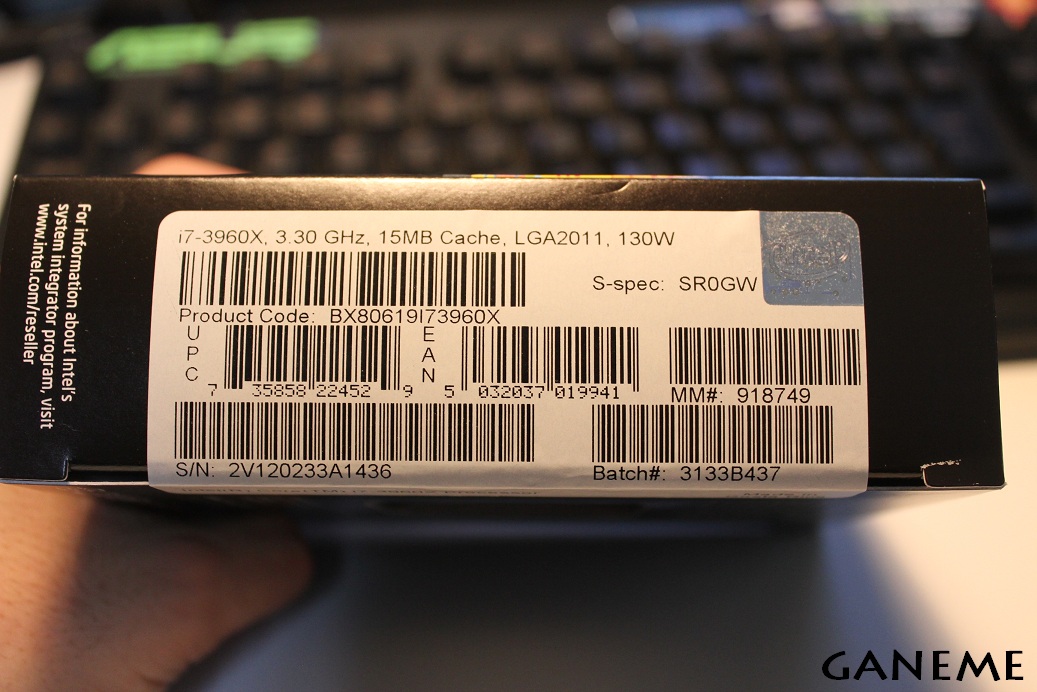 For information about Intel's
system integrator program, visit
www.intel.com/reseller
i7-3960X, 3.30 GHz, 15MB Cache, LGA2011, 130W
S-spec: SR0GW
Product Code: BX80619I73960X
UPC
7 35858 22452 9
EAN
5 032037 019941
MM#: 918749
S/N: 2V120233A1436
Batch#: 3133B437
GANEME